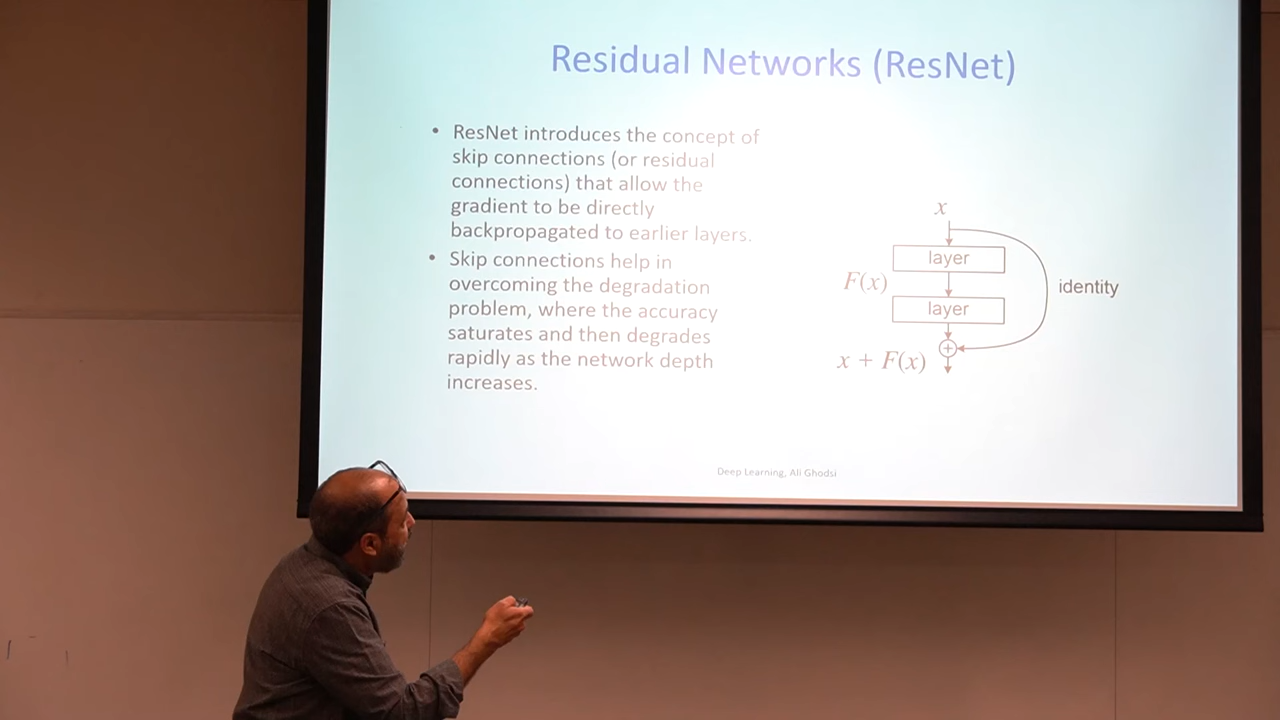 Residual Networks (ResNet)
• ResNet introduces the concept of
skip connections (or residual
connections) that allow the
gradient to be directly
backpropagated to earlier layers.
• Skip connections help in
overcoming the degradation
problem, where the accuracy
saturates and then degrades
rapidly as the network depth
increases.
x
layer
F(x)
identity
layer
+
x + F(x)
Deep Learning, Ali Ghodsi